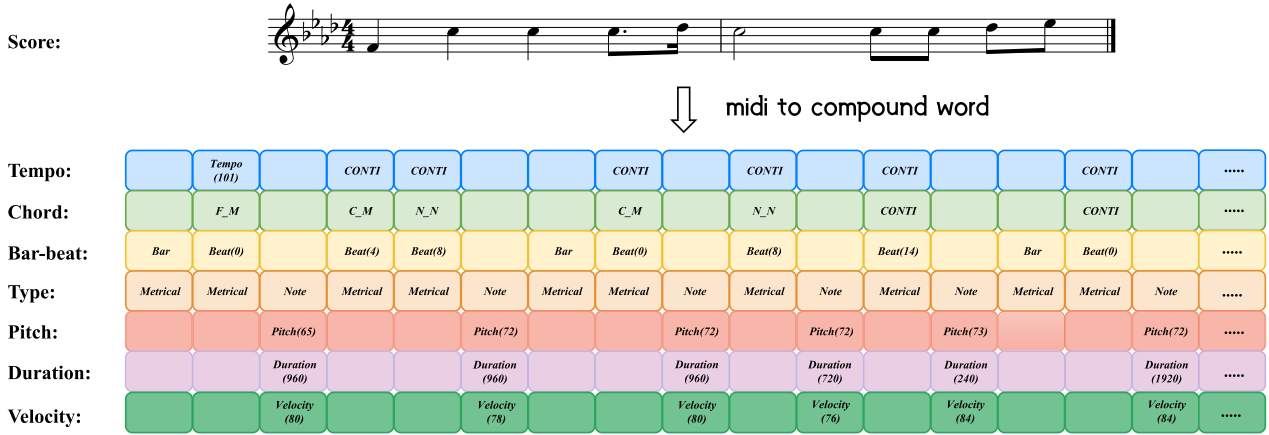 Score:
4
4
midi to compound word
Tempo: Tempo (101) CONTI CONTI CONTI CONTI CONTI CONTI .....
Chord: F_M C_M N_N C_M N_N CONTI CONTI .....
Bar-beat: Bar Beat(0) Beat(4) Beat(8) Bar Beat(0) Beat(8) Beat(14) Bar Beat(0) .....
Type: Metrical Metrical Note Metrical Metrical Note Metrical Metrical Note Metrical Note Metrical Note Metrical Metrical Note .....
Pitch: Pitch(65) Pitch(72) Pitch(72) Pitch(72) Pitch(73) Pitch(72) .....
Duration: Duration (960) Duration (960) Duration (960) Duration (720) Duration (240) Duration (1920) .....
Velocity: Velocity (80) Velocity (78) Velocity (80) Velocity (76) Velocity (84) Velocity (84) .....